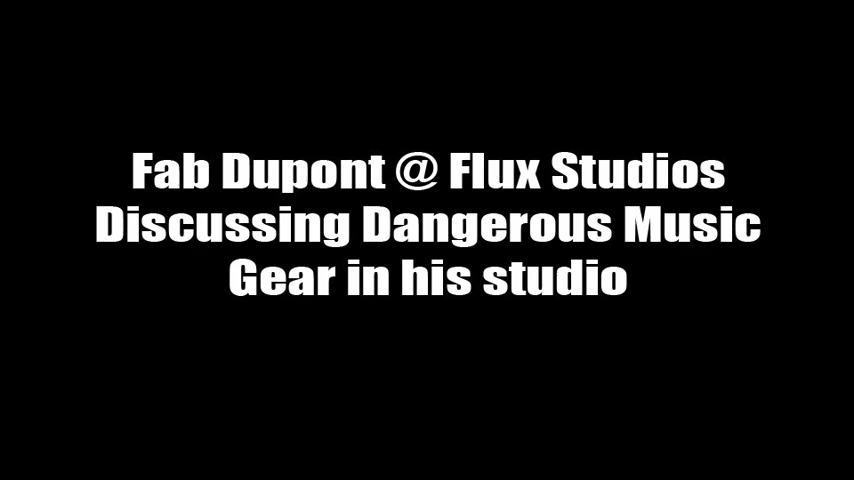 Fab Dupont @ Flux Studios
Discussing Dangerous Music
Gear in his studio